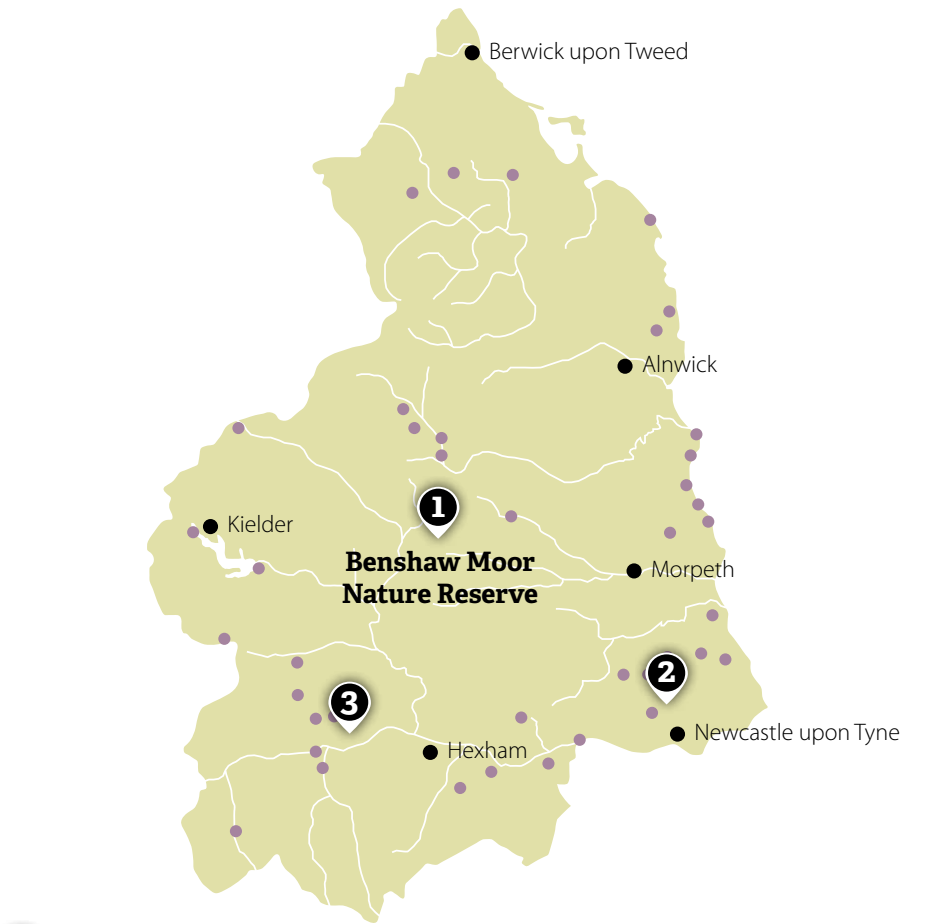 Berwick upon Tweed
Alnwick
1
Kielder
Benshaw Moor
Nature Reserve
Morpeth
2
3
Newcastle upon Tyne
Hexham